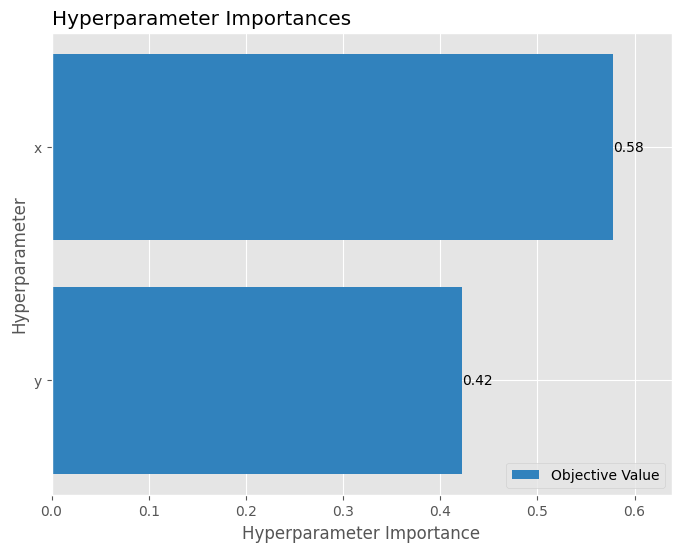 Hyperparameter Importances
Hyperparameter
x
0.58
y
0.42
Objective Value
0.0 0.1 0.2 0.3 0.4 0.5 0.6
Hyperparameter Importance